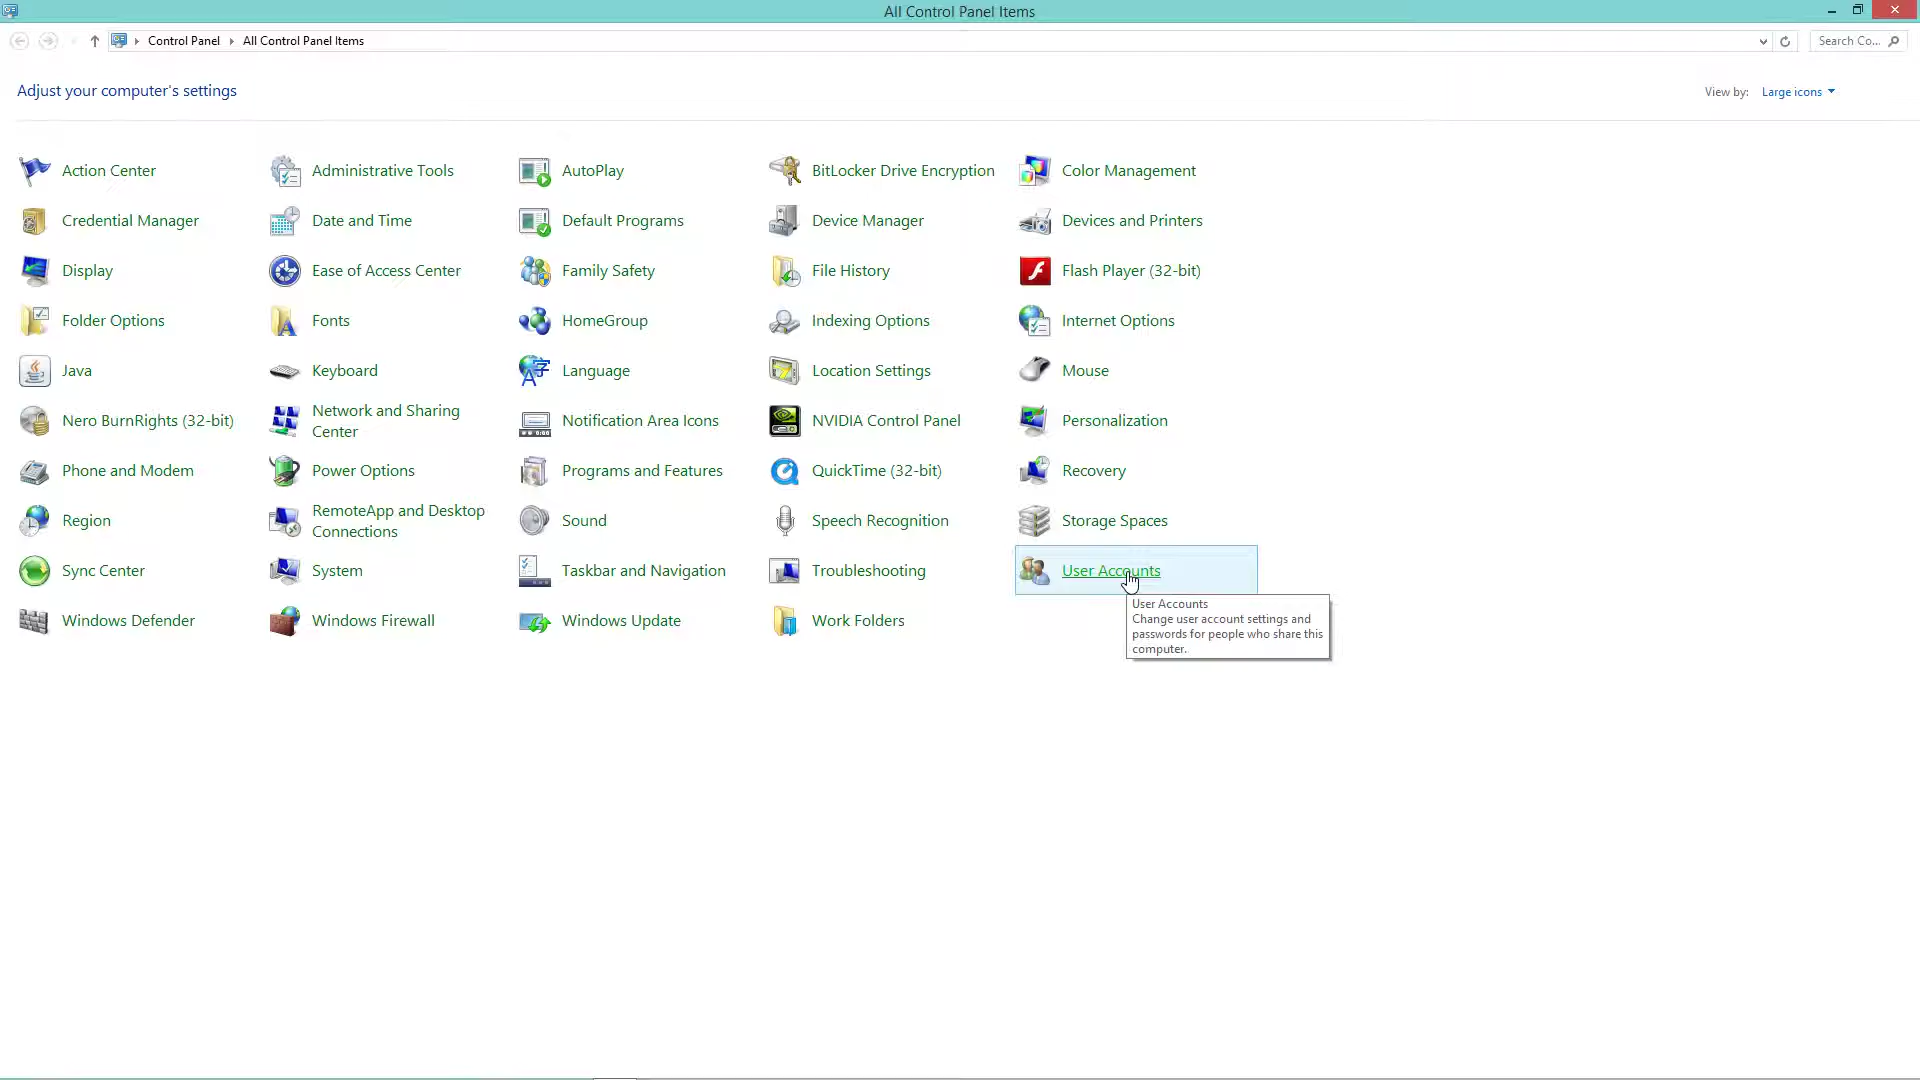 All Control Panel Items
Control Panel All Control Panel Items
Search Co...
Adjust your computer's settings
View by: Large icons
Action Center
Administrative Tools
AutoPlay
BitLocker Drive Encryption
Color Management
Credential Manager
Date and Time
Default Programs
Device Manager
Devices and Printers
Display
Ease of Access Center
Family Safety
File History
Flash Player (32-bit)
Folder Options
Fonts
HomeGroup
Indexing Options
Internet Options
Java
Keyboard
Language
Location Settings
Mouse
Nero BurnRights (32-bit)
Network and Sharing
Center
Notification Area Icons
NVIDIA Control Panel
Personalization
Phone and Modem
Power Options
Programs and Features
QuickTime (32-bit)
Recovery
Region
RemoteApp and Desktop
Connections
Sound
Speech Recognition
Storage Spaces
Sync Center
System
Taskbar and Navigation
Troubleshooting
User Accounts
Windows Defender
Windows Firewall
Windows Update
Work Folders
User Accounts
Change user account settings and
passwords for people who share this
computer.